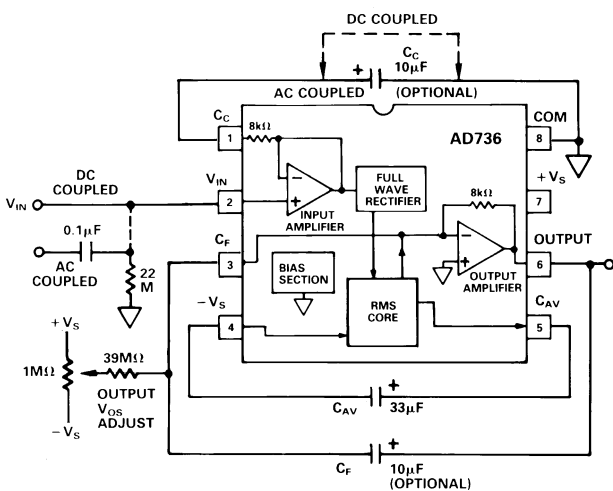 DC COUPLED
C_C
+ 10µF
AC COUPLED
(OPTIONAL)
C_C
1
8kΩ
COM
8
AD736
DC
COUPLED
V_IN
V_IN
2
−
+
INPUT
AMPLIFIER
FULL
WAVE
RECTIFIER
+V_S
7
8kΩ
0.1µF
AC
COUPLED
22
M
C_F
3
BIAS
SECTION
−
+
OUTPUT
AMPLIFIER
OUTPUT
6
−V_S
4
RMS
CORE
C_AV
5
+V_S
1MΩ
−V_S
39MΩ
OUTPUT
V_OS
ADJUST
C_AV
+
33µF
C_F
+
10µF
(OPTIONAL)